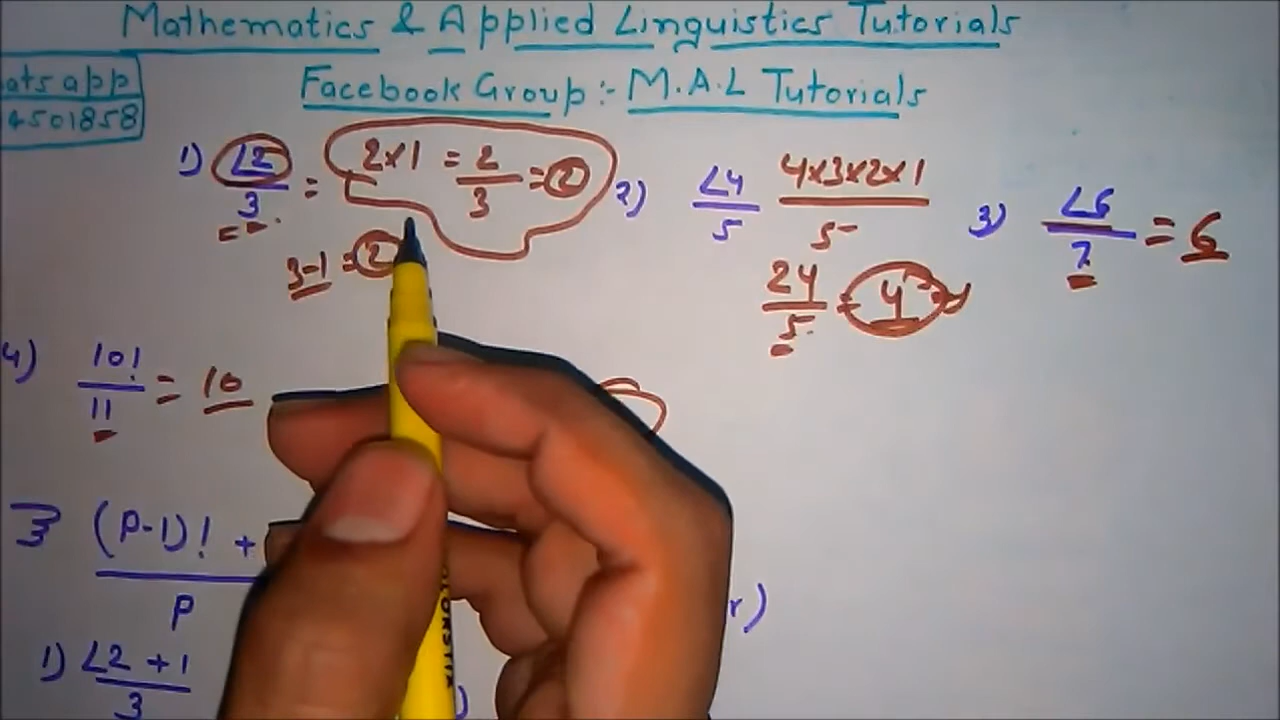 Mathematics & Applied Linguistics Tutorials
ats app
4501858
Facebook Group :- M.A.L Tutorials
1) ∠2/3 = 2×1 = 2/3 = 2
3-1 = 2
2) ∠4/5 4×3×2×1/5
24/5 = 4
3) ∠6/7 = 6
4) 10!/11 = 10
(P-1)! +
P
r)
1) ∠2 + 1
3